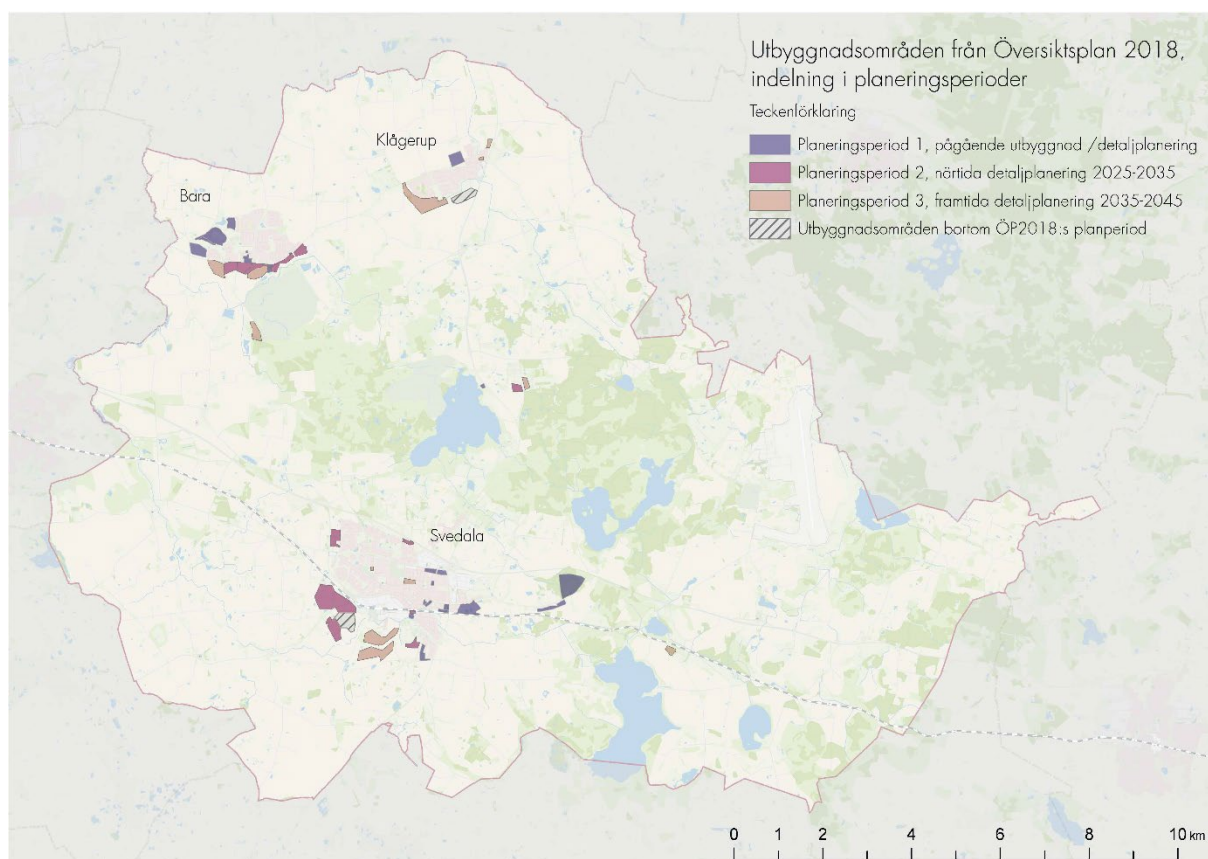 Utbyggnadsområden från Översiktsplan 2018,
indelning i planeringsperioder
Teckenförklaring
Planeringsperiod 1, pågående utbyggnad /detaljplanering
Planeringsperiod 2, närtida detaljplanering 2025-2035
Planeringsperiod 3, framtida detaljplanering 2035-2045
Utbyggnadsområden bortom ÖP2018:s planperiod
Klågerup
Bara
Svedala
0 1 2 4 6 8 10 km